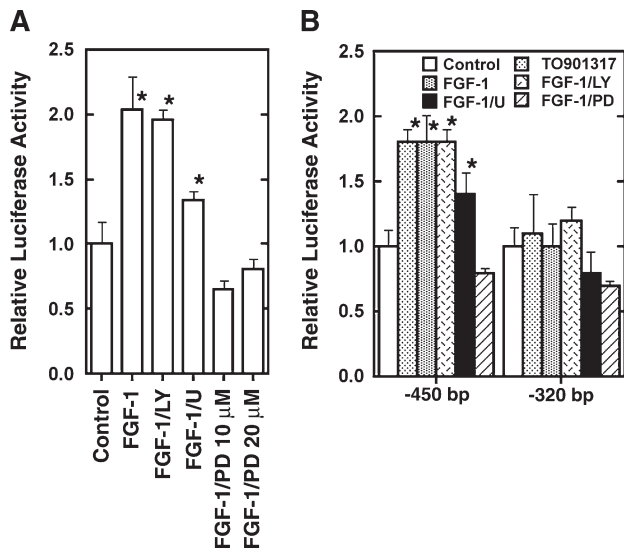 A
Relative Luciferase Activity
2.5
2.0
1.5
1.0
0.5
0.0
*
*
*
Control
FGF-1
FGF-1/LY
FGF-1/U
FGF-1/PD 10 µM
FGF-1/PD 20 µM
B
Relative Luciferase Activity
2.5
2.0
1.5
1.0
0.5
0.0
Control
FGF-1
FGF-1/U
TO901317
FGF-1/LY
FGF-1/PD
*
*
*
*
-450 bp
-320 bp